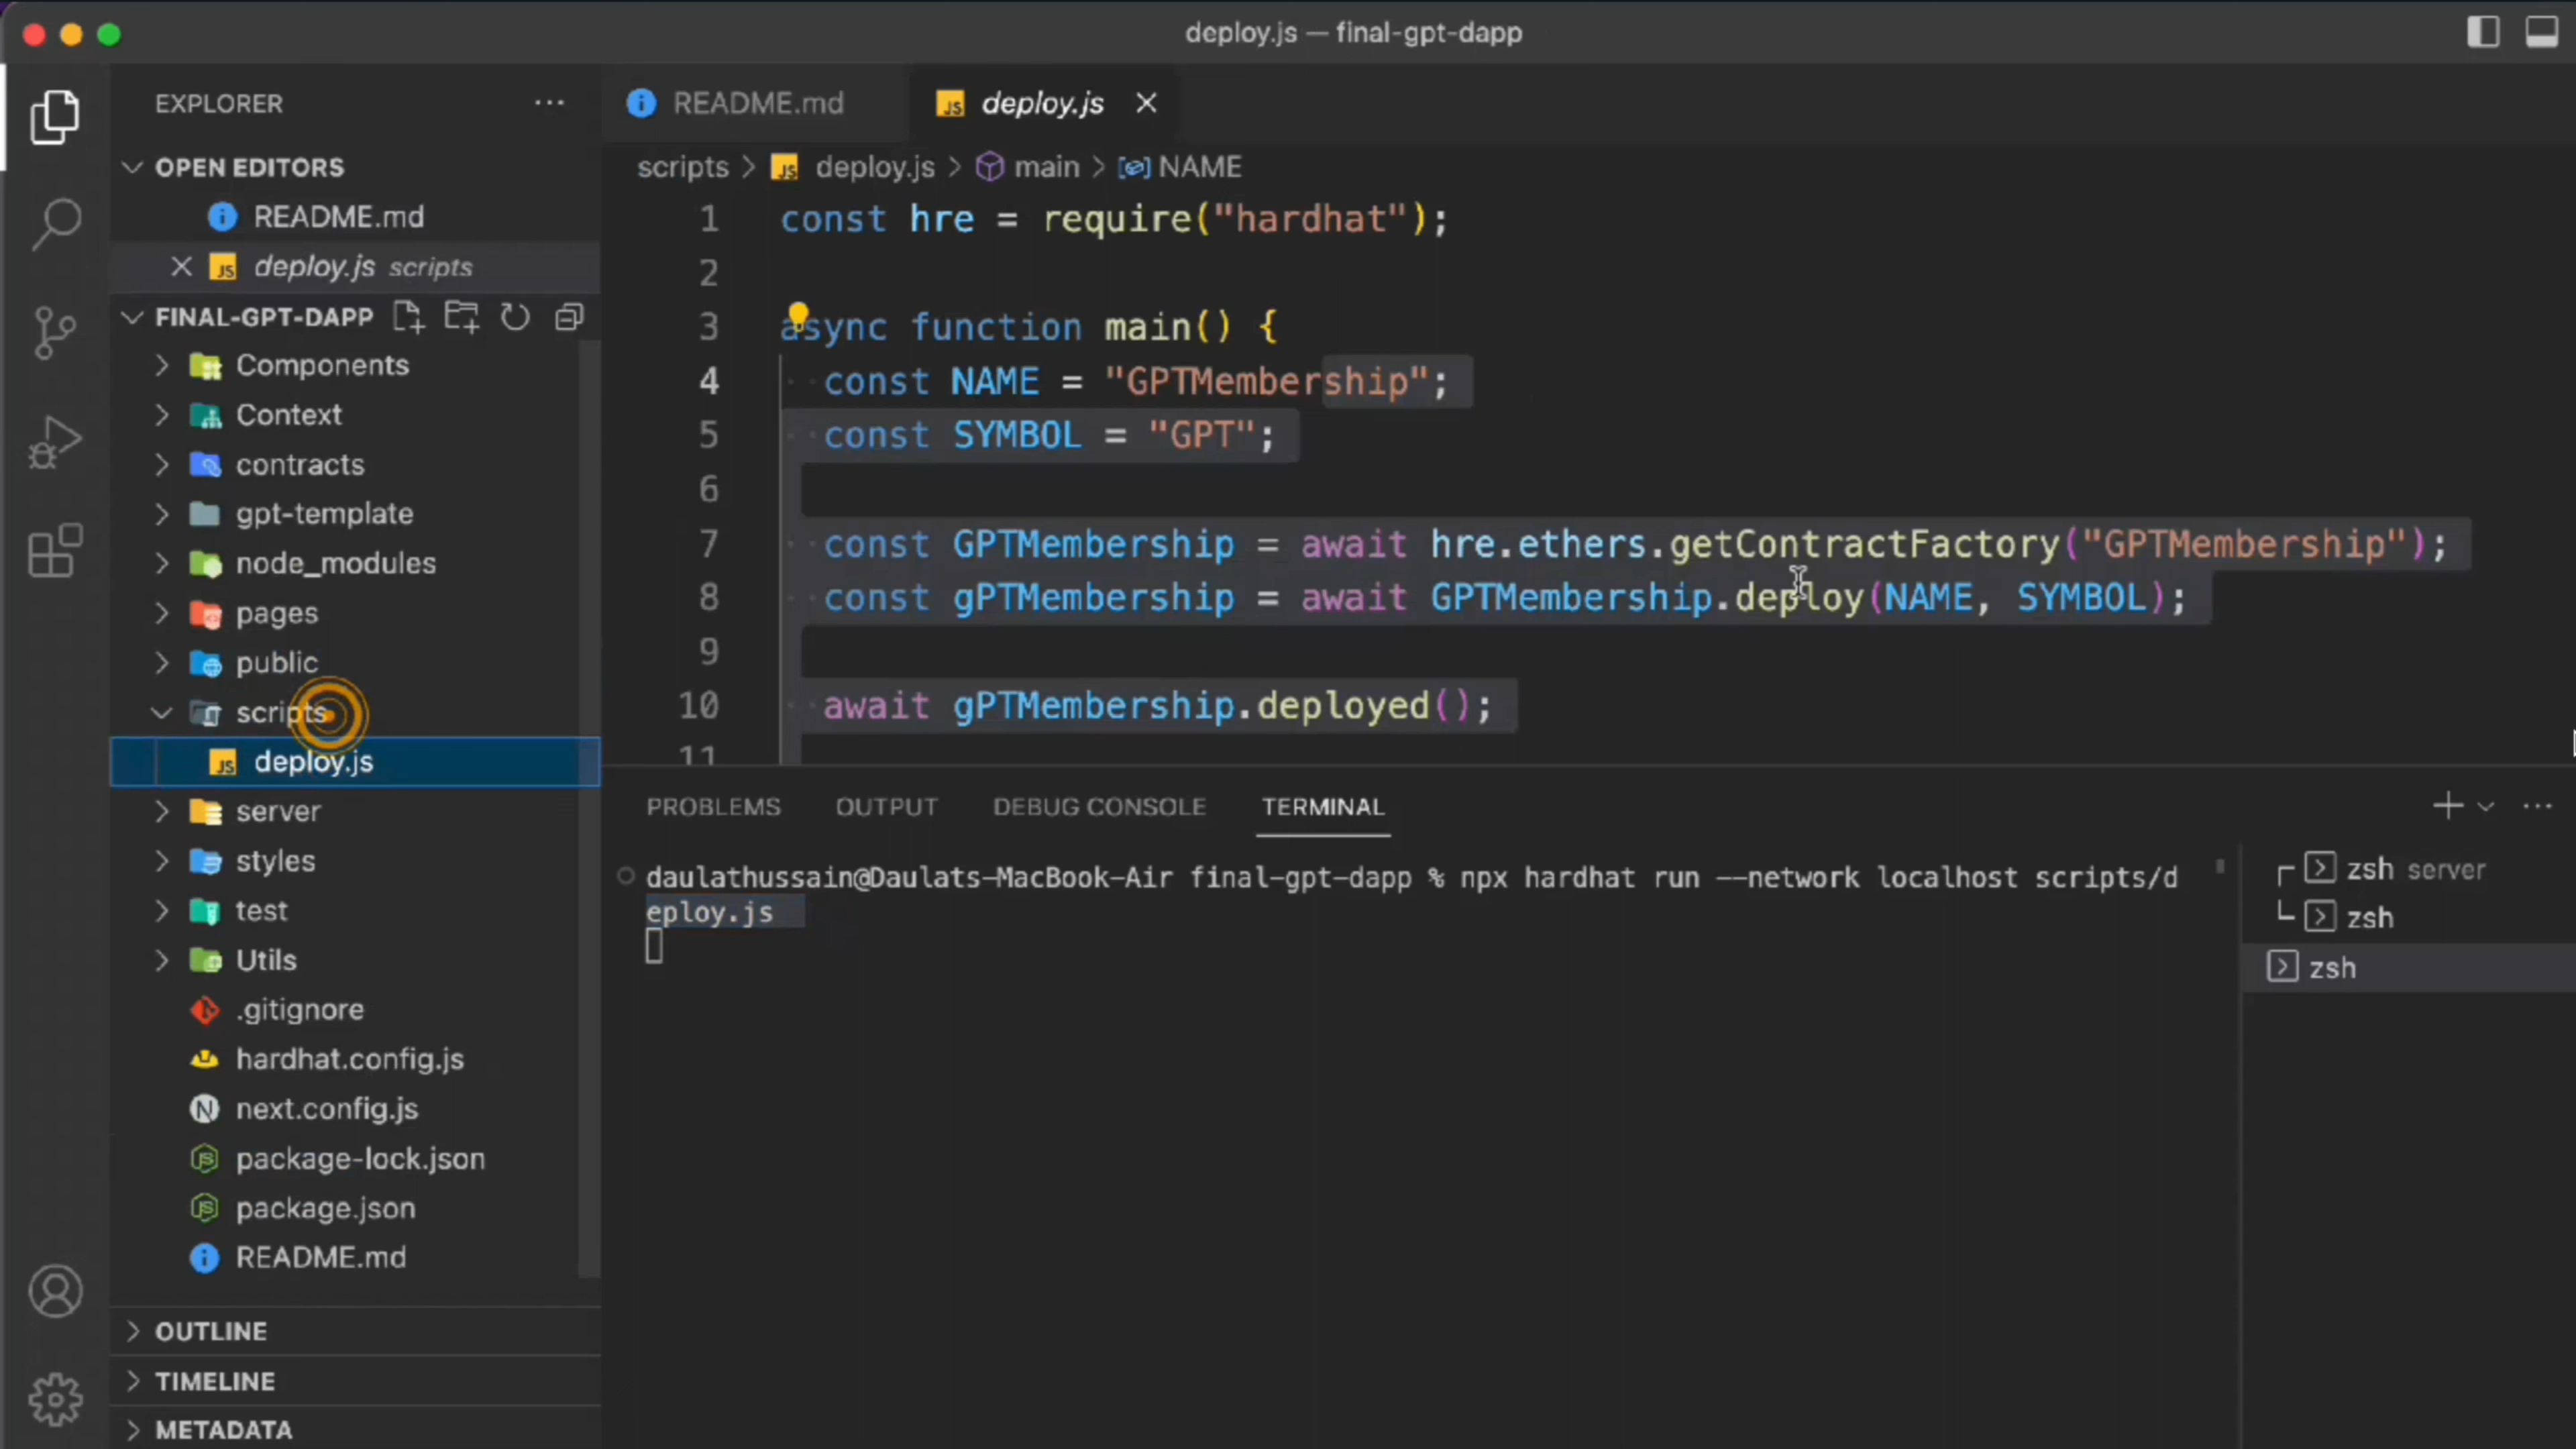 deploy.js — final-gpt-dapp
EXPLORER
OPEN EDITORS
README.md
deploy.js scripts
FINAL-GPT-DAPP
Components
Context
contracts
gpt-template
node_modules
pages
public
scripts
deploy.js
server
styles
test
Utils
.gitignore
hardhat.config.js
next.config.js
package-lock.json
package.json
README.md
OUTLINE
TIMELINE
METADATA
README.md
deploy.js
scripts > deploy.js > main > NAME
1 const hre = require("hardhat");
2
3 async function main() {
4 const NAME = "GPTMembership";
5 const SYMBOL = "GPT";
6
7 const GPTMembership = await hre.ethers.getContractFactory("GPTMembership");
8 const gPTMembership = await GPTMembership.deploy(NAME, SYMBOL);
9
10 await gPTMembership.deployed();
11
PROBLEMS OUTPUT DEBUG CONSOLE TERMINAL
daulathussain@Daulats-MacBook-Air final-gpt-dapp % npx hardhat run --network localhost scripts/d
eploy.js
zsh server
zsh
zsh